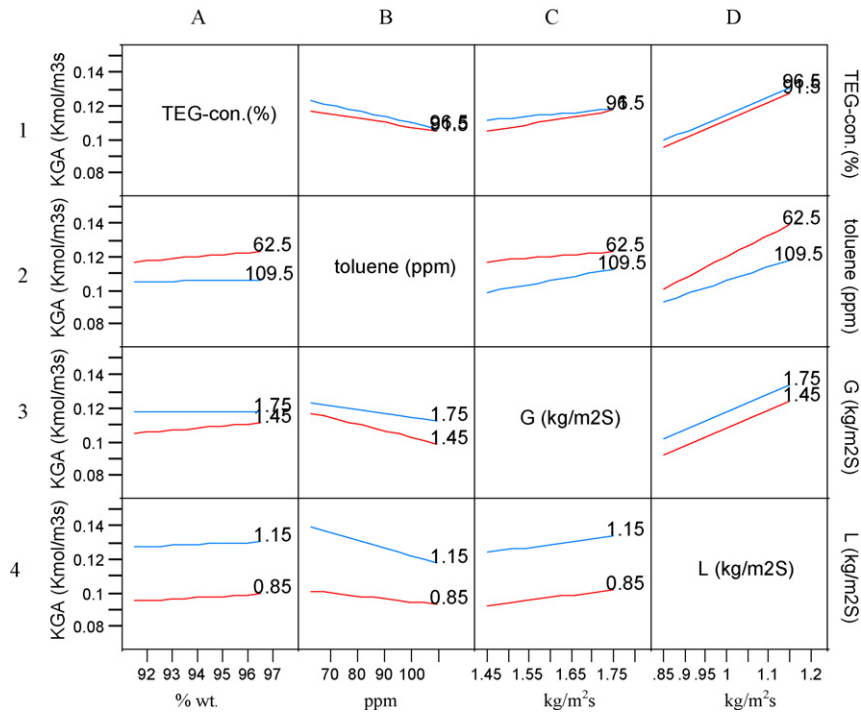 A B C D
1 KGA (Kmol/m3s) 0.14 0.12 0.1 0.08 TEG-con.(%) 96.5 91.5 96.5 96.5 91.5 TEG-con.(%)
2 KGA (Kmol/m3s) 0.14 0.12 0.1 0.08 62.5 109.5 toluene (ppm) 62.5 109.5 62.5 109.5 toluene (ppm)
3 KGA (Kmol/m3s) 0.14 0.12 0.1 0.08 1.75 1.45 1.75 1.45 G (kg/m2S) 1.75 1.45 G (kg/m2S)
4 KGA (Kmol/m3s) 0.14 0.12 0.1 0.08 1.15 0.85 1.15 0.85 1.15 0.85 L (kg/m2S) L (kg/m2S)
92 93 94 95 96 97 70 80 90 100 1.45 1.55 1.65 1.75 .85 .9 .95 1 1.1 1.2
% wt. ppm kg/m²s kg/m²s